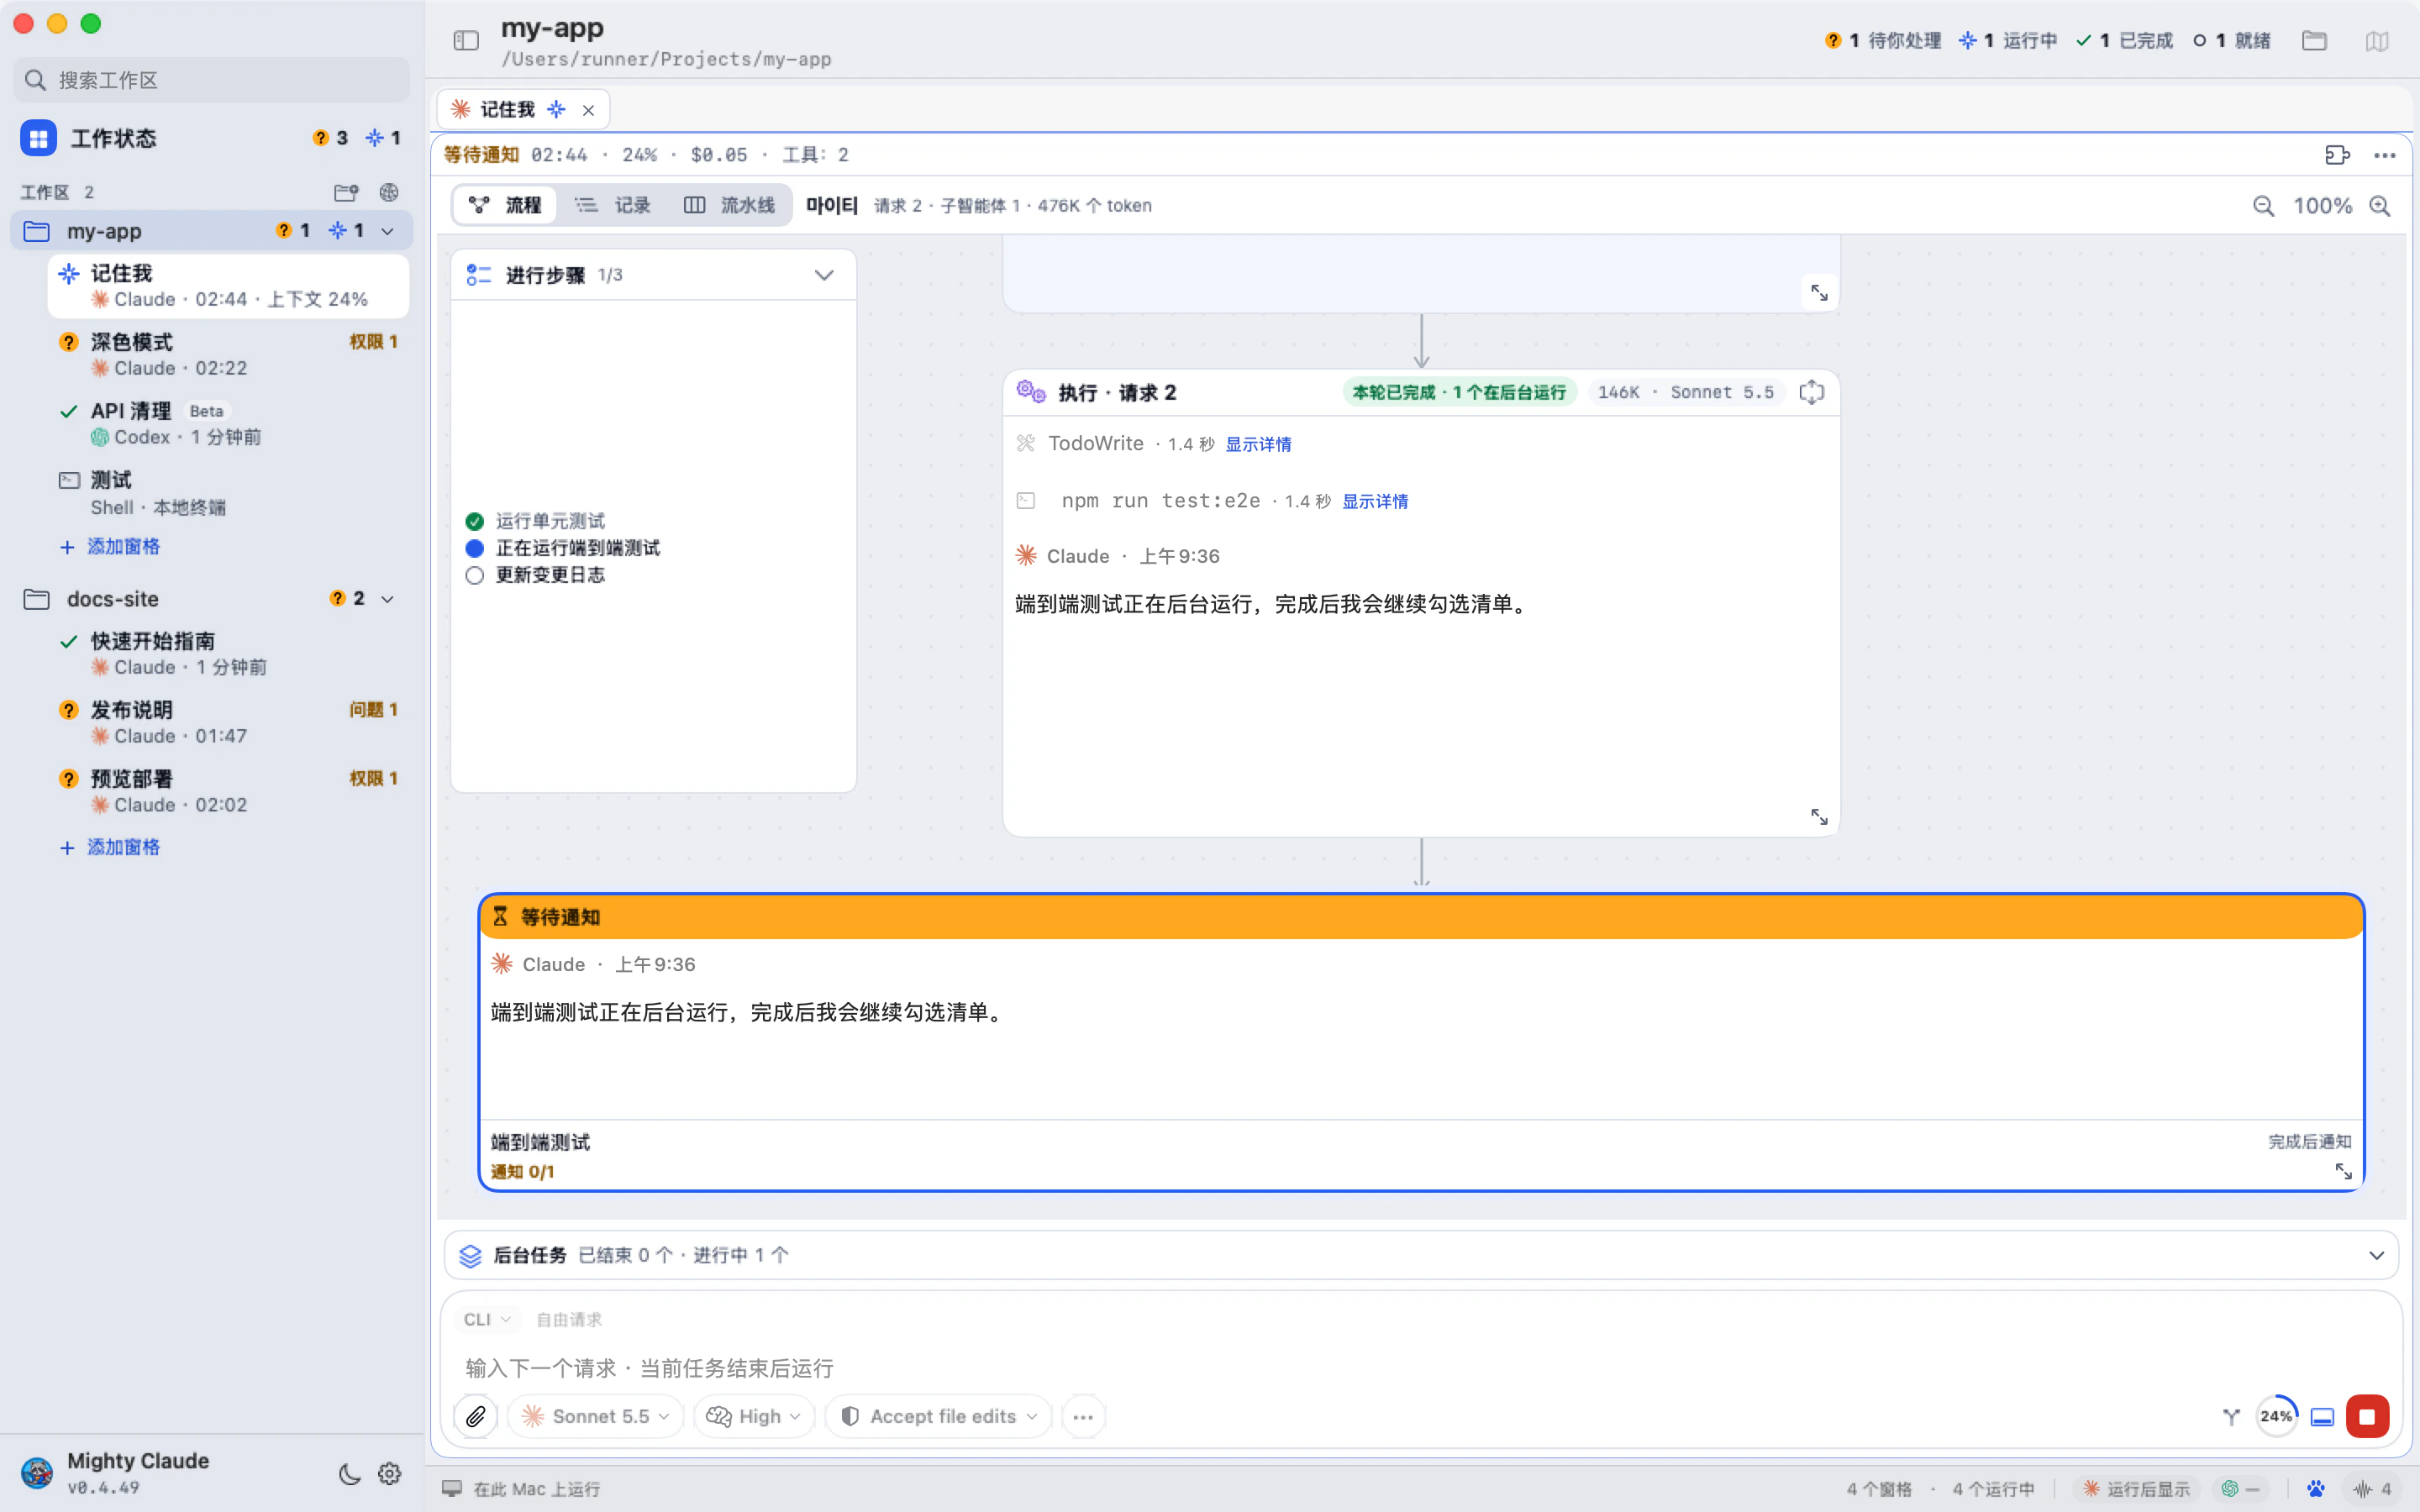 my-app
/Users/runner/Projects/my-app
1 待你处理 1 运行中 1 已完成 1 就绪
搜索工作区
工作状态 3 1
工作区 2
my-app 1 1
记住我
Claude · 02:44 · 上下文 24%
深色模式 权限 1
Claude · 02:22
API 清理 Beta
Codex · 1 分钟前
测试
Shell · 本地终端
+ 添加窗格
docs-site 2
快速开始指南
Claude · 1 分钟前
发布说明 问题 1
Claude · 01:47
预览部署 权限 1
Claude · 02:02
+ 添加窗格
Mighty Claude
v0.4.49
记住我
等待通知 02:44 · 24% · $0.05 · 工具: 2
流程 记录 流水线 마이티 请求 2 · 子智能体 1 · 476K 个 token
100%
进行步骤 1/3
运行单元测试
正在运行端到端测试
更新变更日志
执行 · 请求 2 本轮已完成 · 1 个在后台运行 146K · Sonnet 5.5
TodoWrite · 1.4 秒 显示详情
npm run test:e2e · 1.4 秒 显示详情
Claude · 上午9:36
端到端测试正在后台运行，完成后我会继续勾选清单。
等待通知
Claude · 上午9:36
端到端测试正在后台运行，完成后我会继续勾选清单。
端到端测试 完成后通知
通知 0/1
后台任务 已结束 0 个 · 进行中 1 个
CLI 自由请求
输入下一个请求 · 当前任务结束后运行
Sonnet 5.5 High Accept file edits 24%
在此 Mac 上运行 4 个窗格 · 4 个运行中 运行后显示 — 4